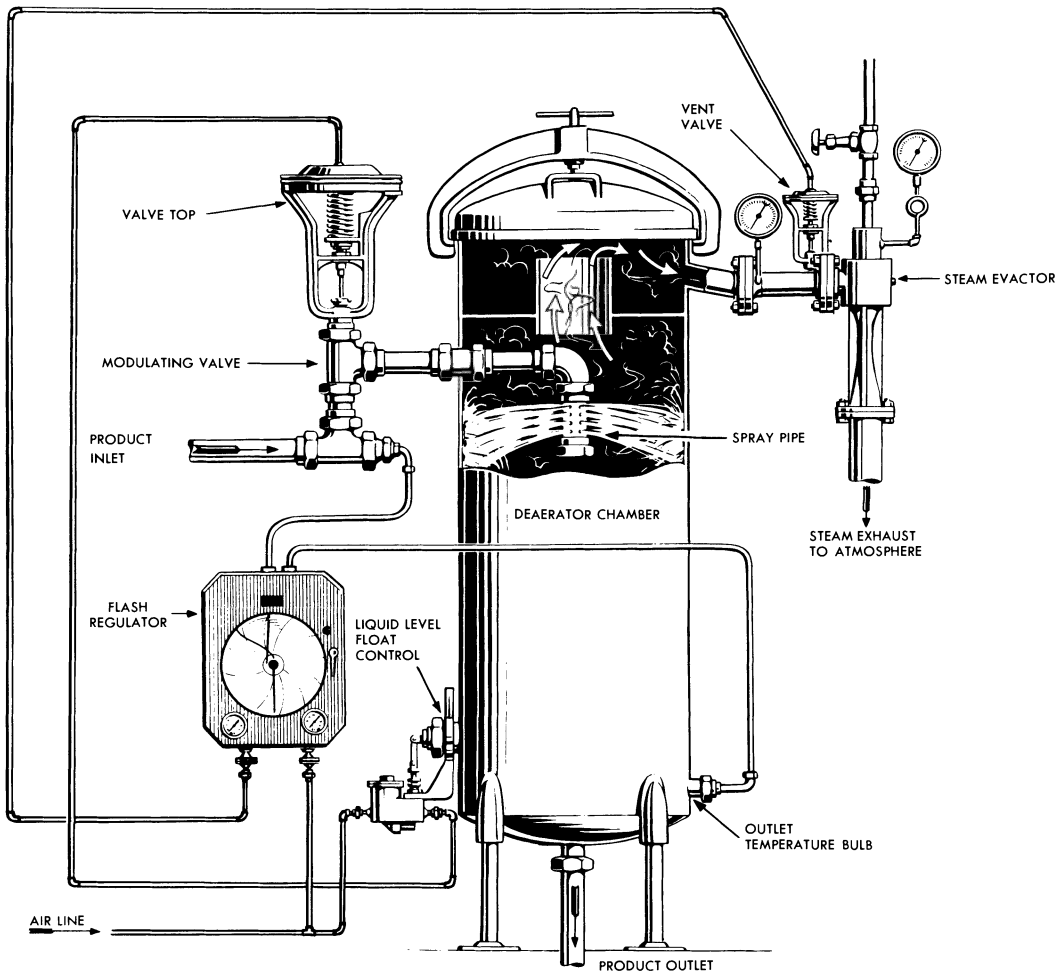 VENT
VALVE
VALVE TOP
STEAM EVACTOR
MODULATING VALVE
PRODUCT
INLET
SPRAY PIPE
DEAERATOR CHAMBER
STEAM EXHAUST
TO ATMOSPHERE
FLASH
REGULATOR
LIQUID LEVEL
FLOAT
CONTROL
OUTLET
TEMPERATURE BULB
AIR LINE
PRODUCT OUTLET